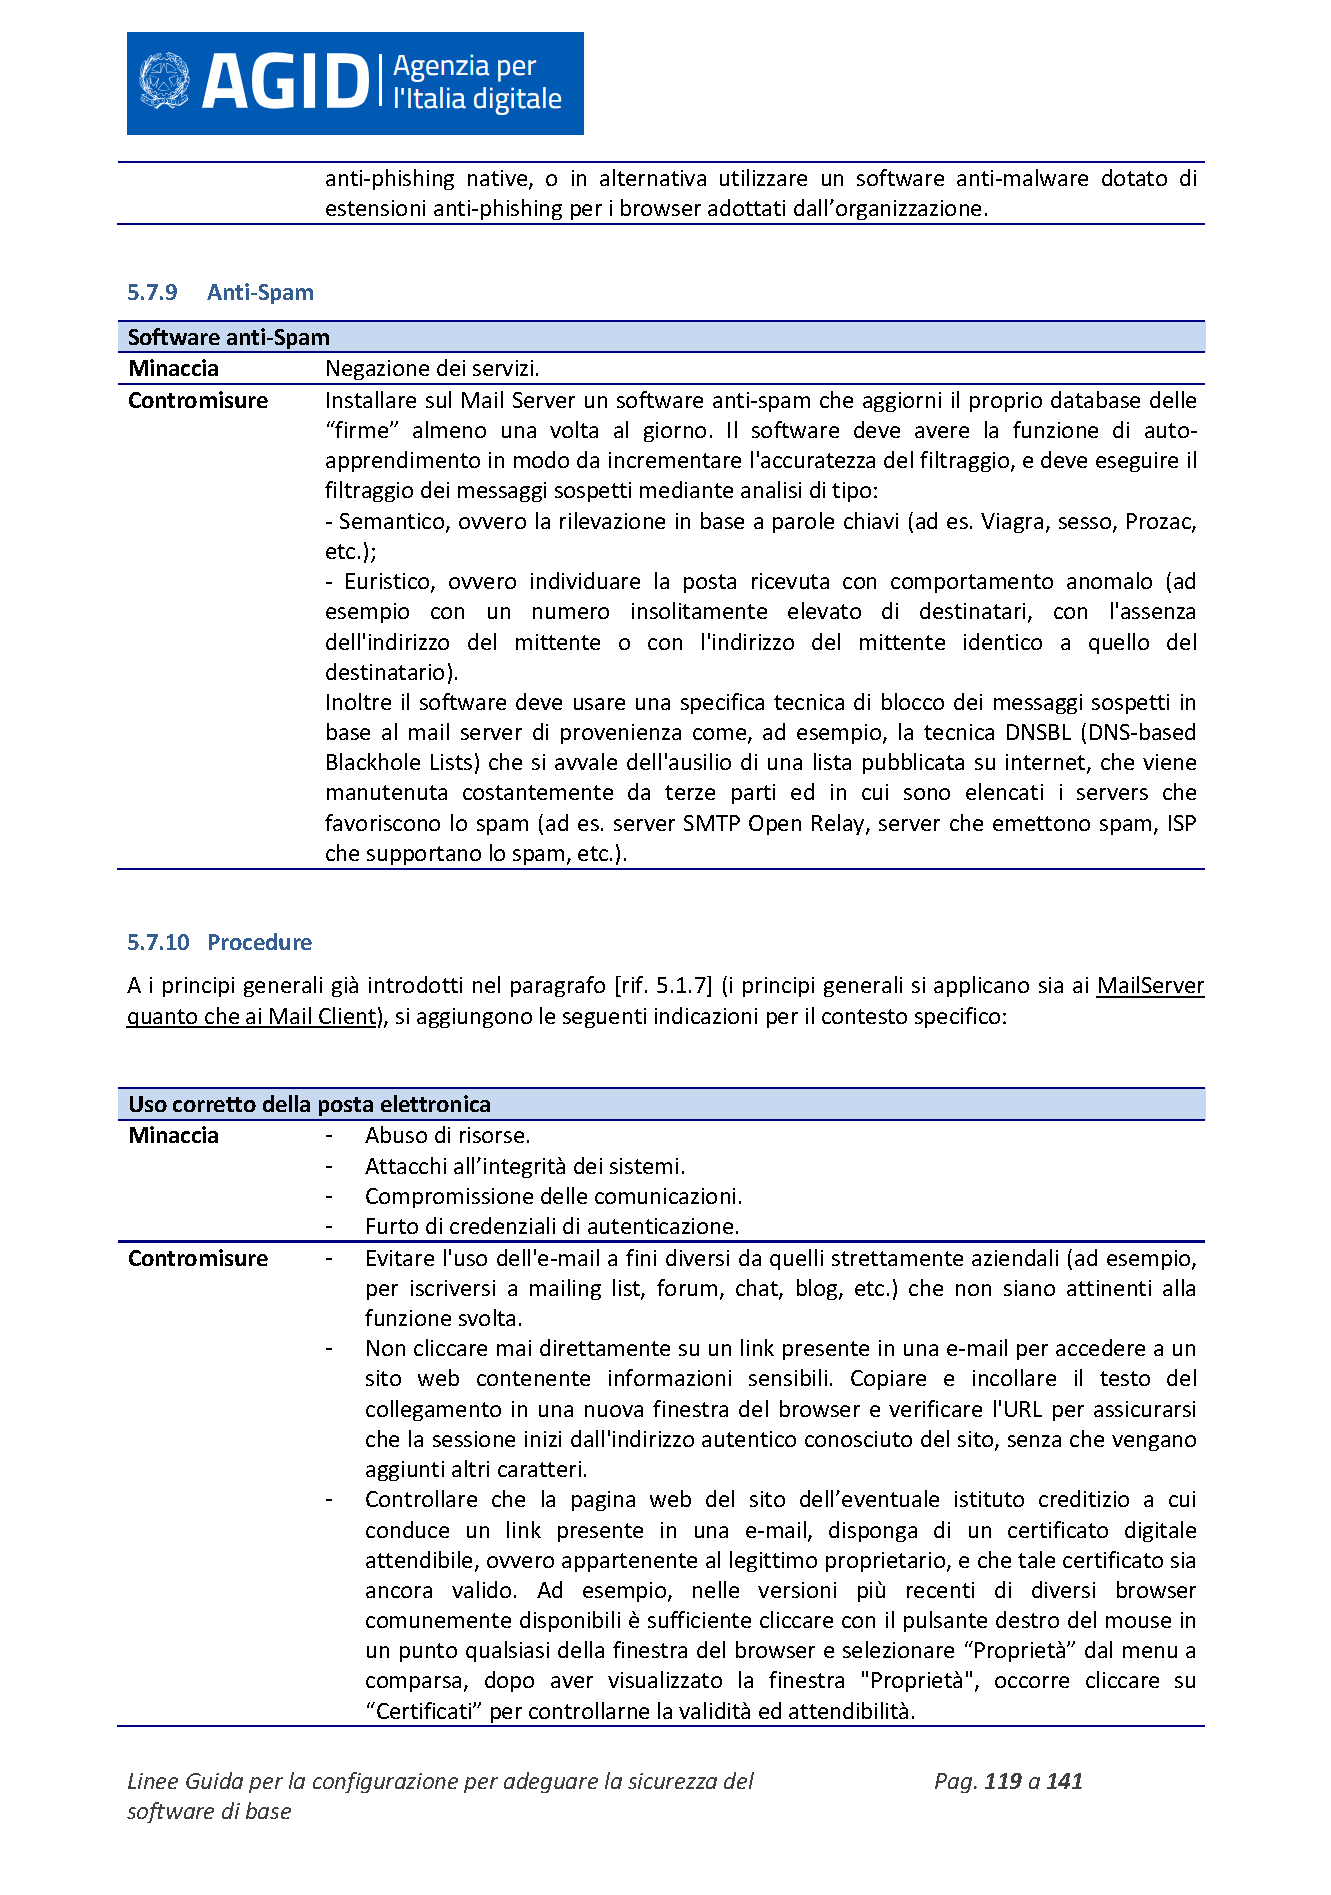 AGID Agenzia per
l'Italia digitale
anti-phishing native, o in alternativa utilizzare un software anti-malware dotato di
estensioni anti-phishing per i browser adottati dall’organizzazione.
5.7.9 Anti-Spam
Software anti-Spam
Minaccia Negazione dei servizi.
Contromisure Installare sul Mail Server un software anti-spam che aggiorni il proprio database delle
“firme” almeno una volta al giorno. Il software deve avere la funzione di auto-
apprendimento in modo da incrementare l'accuratezza del filtraggio, e deve eseguire il
filtraggio dei messaggi sospetti mediante analisi di tipo:
- Semantico, ovvero la rilevazione in base a parole chiavi (ad es. Viagra, sesso, Prozac,
etc.);
- Euristico, ovvero individuare la posta ricevuta con comportamento anomalo (ad
esempio con un numero insolitamente elevato di destinatari, con l'assenza
dell'indirizzo del mittente o con l'indirizzo del mittente identico a quello del
destinatario).
Inoltre il software deve usare una specifica tecnica di blocco dei messaggi sospetti in
base al mail server di provenienza come, ad esempio, la tecnica DNSBL (DNS-based
Blackhole Lists) che si avvale dell'ausilio di una lista pubblicata su internet, che viene
manutenuta costantemente da terze parti ed in cui sono elencati i servers che
favoriscono lo spam (ad es. server SMTP Open Relay, server che emettono spam, ISP
che supportano lo spam, etc.).
5.7.10 Procedure
A i principi generali già introdotti nel paragrafo [rif. 5.1.7] (i principi generali si applicano sia ai MailServer
quanto che ai Mail Client), si aggiungono le seguenti indicazioni per il contesto specifico:
Uso corretto della posta elettronica
Minaccia - Abuso di risorse.
- Attacchi all’integrità dei sistemi.
- Compromissione delle comunicazioni.
- Furto di credenziali di autenticazione.
Contromisure - Evitare l'uso dell'e-mail a fini diversi da quelli strettamente aziendali (ad esempio,
per iscriversi a mailing list, forum, chat, blog, etc.) che non siano attinenti alla
funzione svolta.
- Non cliccare mai direttamente su un link presente in una e-mail per accedere a un
sito web contenente informazioni sensibili. Copiare e incollare il testo del
collegamento in una nuova finestra del browser e verificare l'URL per assicurarsi
che la sessione inizi dall'indirizzo autentico conosciuto del sito, senza che vengano
aggiunti altri caratteri.
- Controllare che la pagina web del sito dell’eventuale istituto creditizio a cui
conduce un link presente in una e-mail, disponga di un certificato digitale
attendibile, ovvero appartenente al legittimo proprietario, e che tale certificato sia
ancora valido. Ad esempio, nelle versioni più recenti di diversi browser
comunemente disponibili è sufficiente cliccare con il pulsante destro del mouse in
un punto qualsiasi della finestra del browser e selezionare “Proprietà” dal menu a
comparsa, dopo aver visualizzato la finestra "Proprietà", occorre cliccare su
“Certificati” per controllarne la validità ed attendibilità.
Linee Guida per la configurazione per adeguare la sicurezza del Pag. 119 a 141
software di base